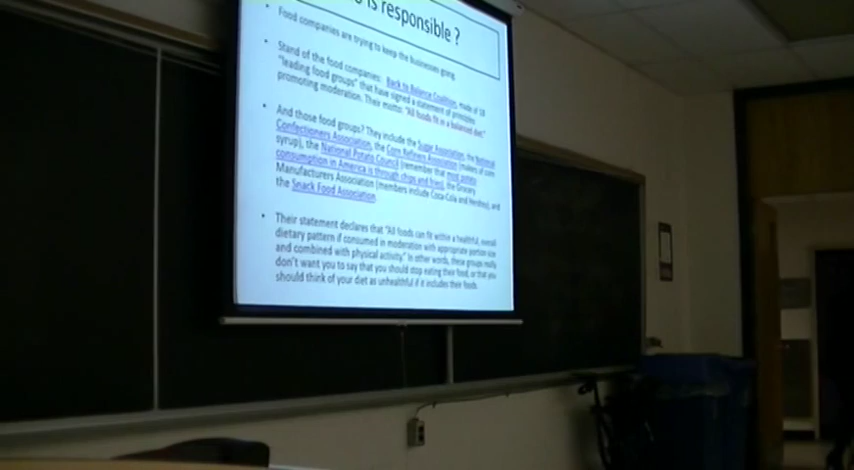 is responsible ?
• Food companies are trying to keep the businesses going.
• Stand of the food companies: Back to Balance Coalition, made of 18
"leading food groups" that have signed a statement of principles
promoting moderation. Their motto: "All foods fit in a balanced diet."
• And those food groups? They include the Sugar Association, the National
Confectioners Association, the Corn Refiners Association (makers of corn
syrup), the National Potato Council (remember that most potato
consumption in America is through chips and fries), the Grocery
Manufacturers Association (members include Coca-Cola and Hershey), and
the Snack Food Association.
• Their statement declares that "All foods can fit within a healthful, overall
dietary pattern if consumed in moderation with appropriate portion size
and combined with physical activity." In other words, these groups really
don't want you to say that you should stop eating their food, or that you
should think of your diet as unhealthful if it includes their foods.